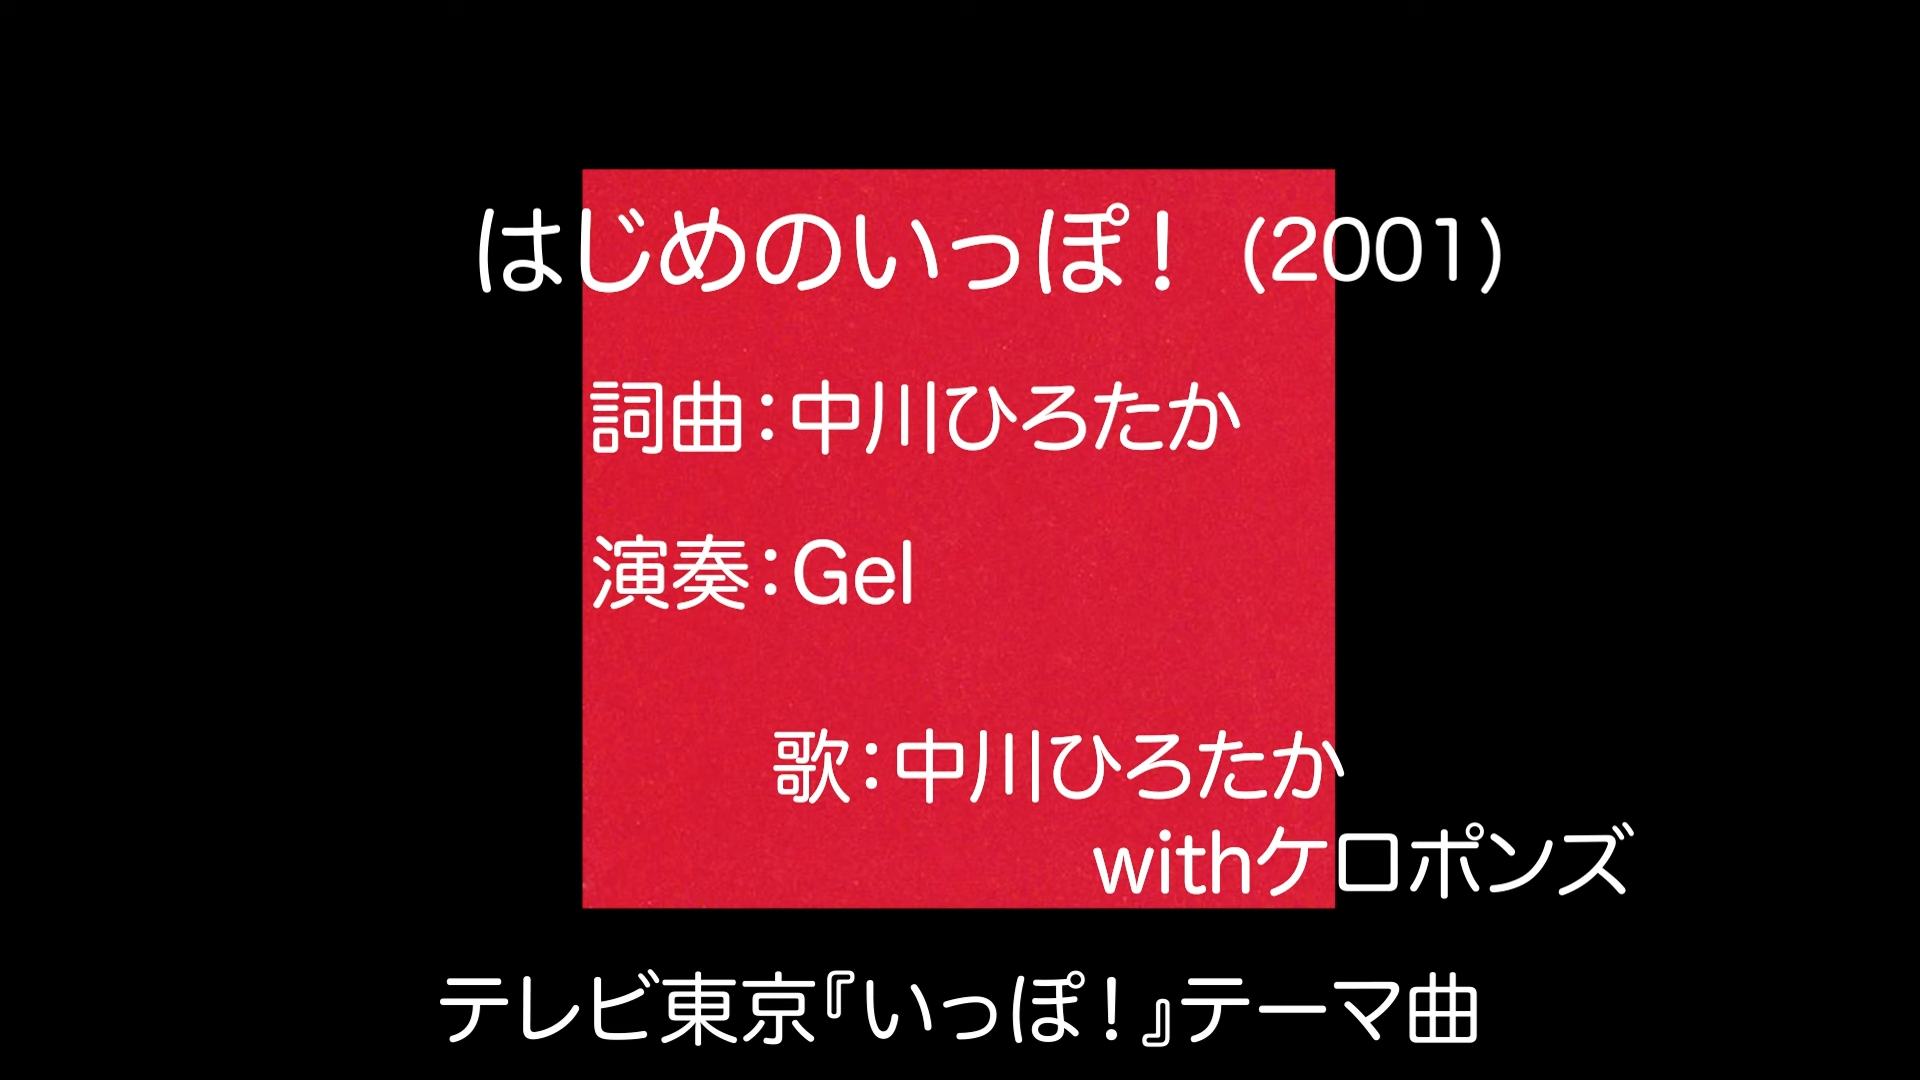 はじめのいっぽ！ (2001)
詞曲：中川ひろたか
演奏：Gel
歌：中川ひろたか
withケロポンズ
テレビ東京『いっぽ！』テーマ曲